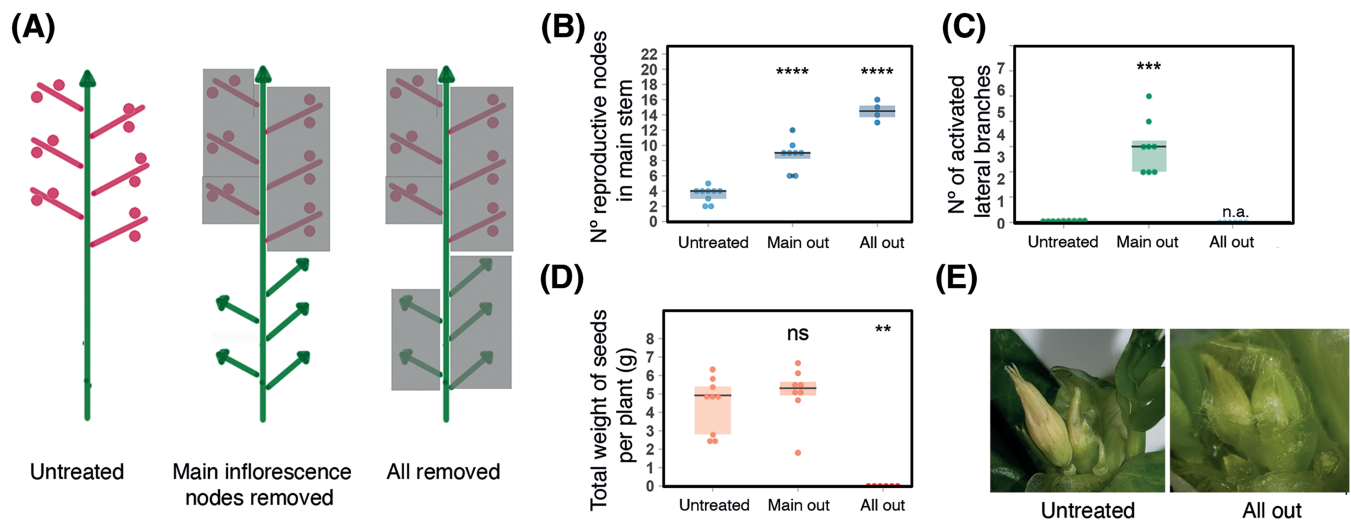 (A)
Untreated
Main inflorescence
nodes removed
All removed
(B)
N° reproductive nodes
in main stem
22
20
18
16
14
12
10
8
6
4
2
0
****
****
Untreated
Main out
All out
(C)
N° of activated
lateral branches
7
6
5
4
3
2
1
0
***
n.a.
Untreated
Main out
All out
(D)
Total weight of seeds
per plant (g)
8
7
6
5
4
3
2
1
0
ns
**
Untreated
Main out
All out
(E)
Untreated
All out